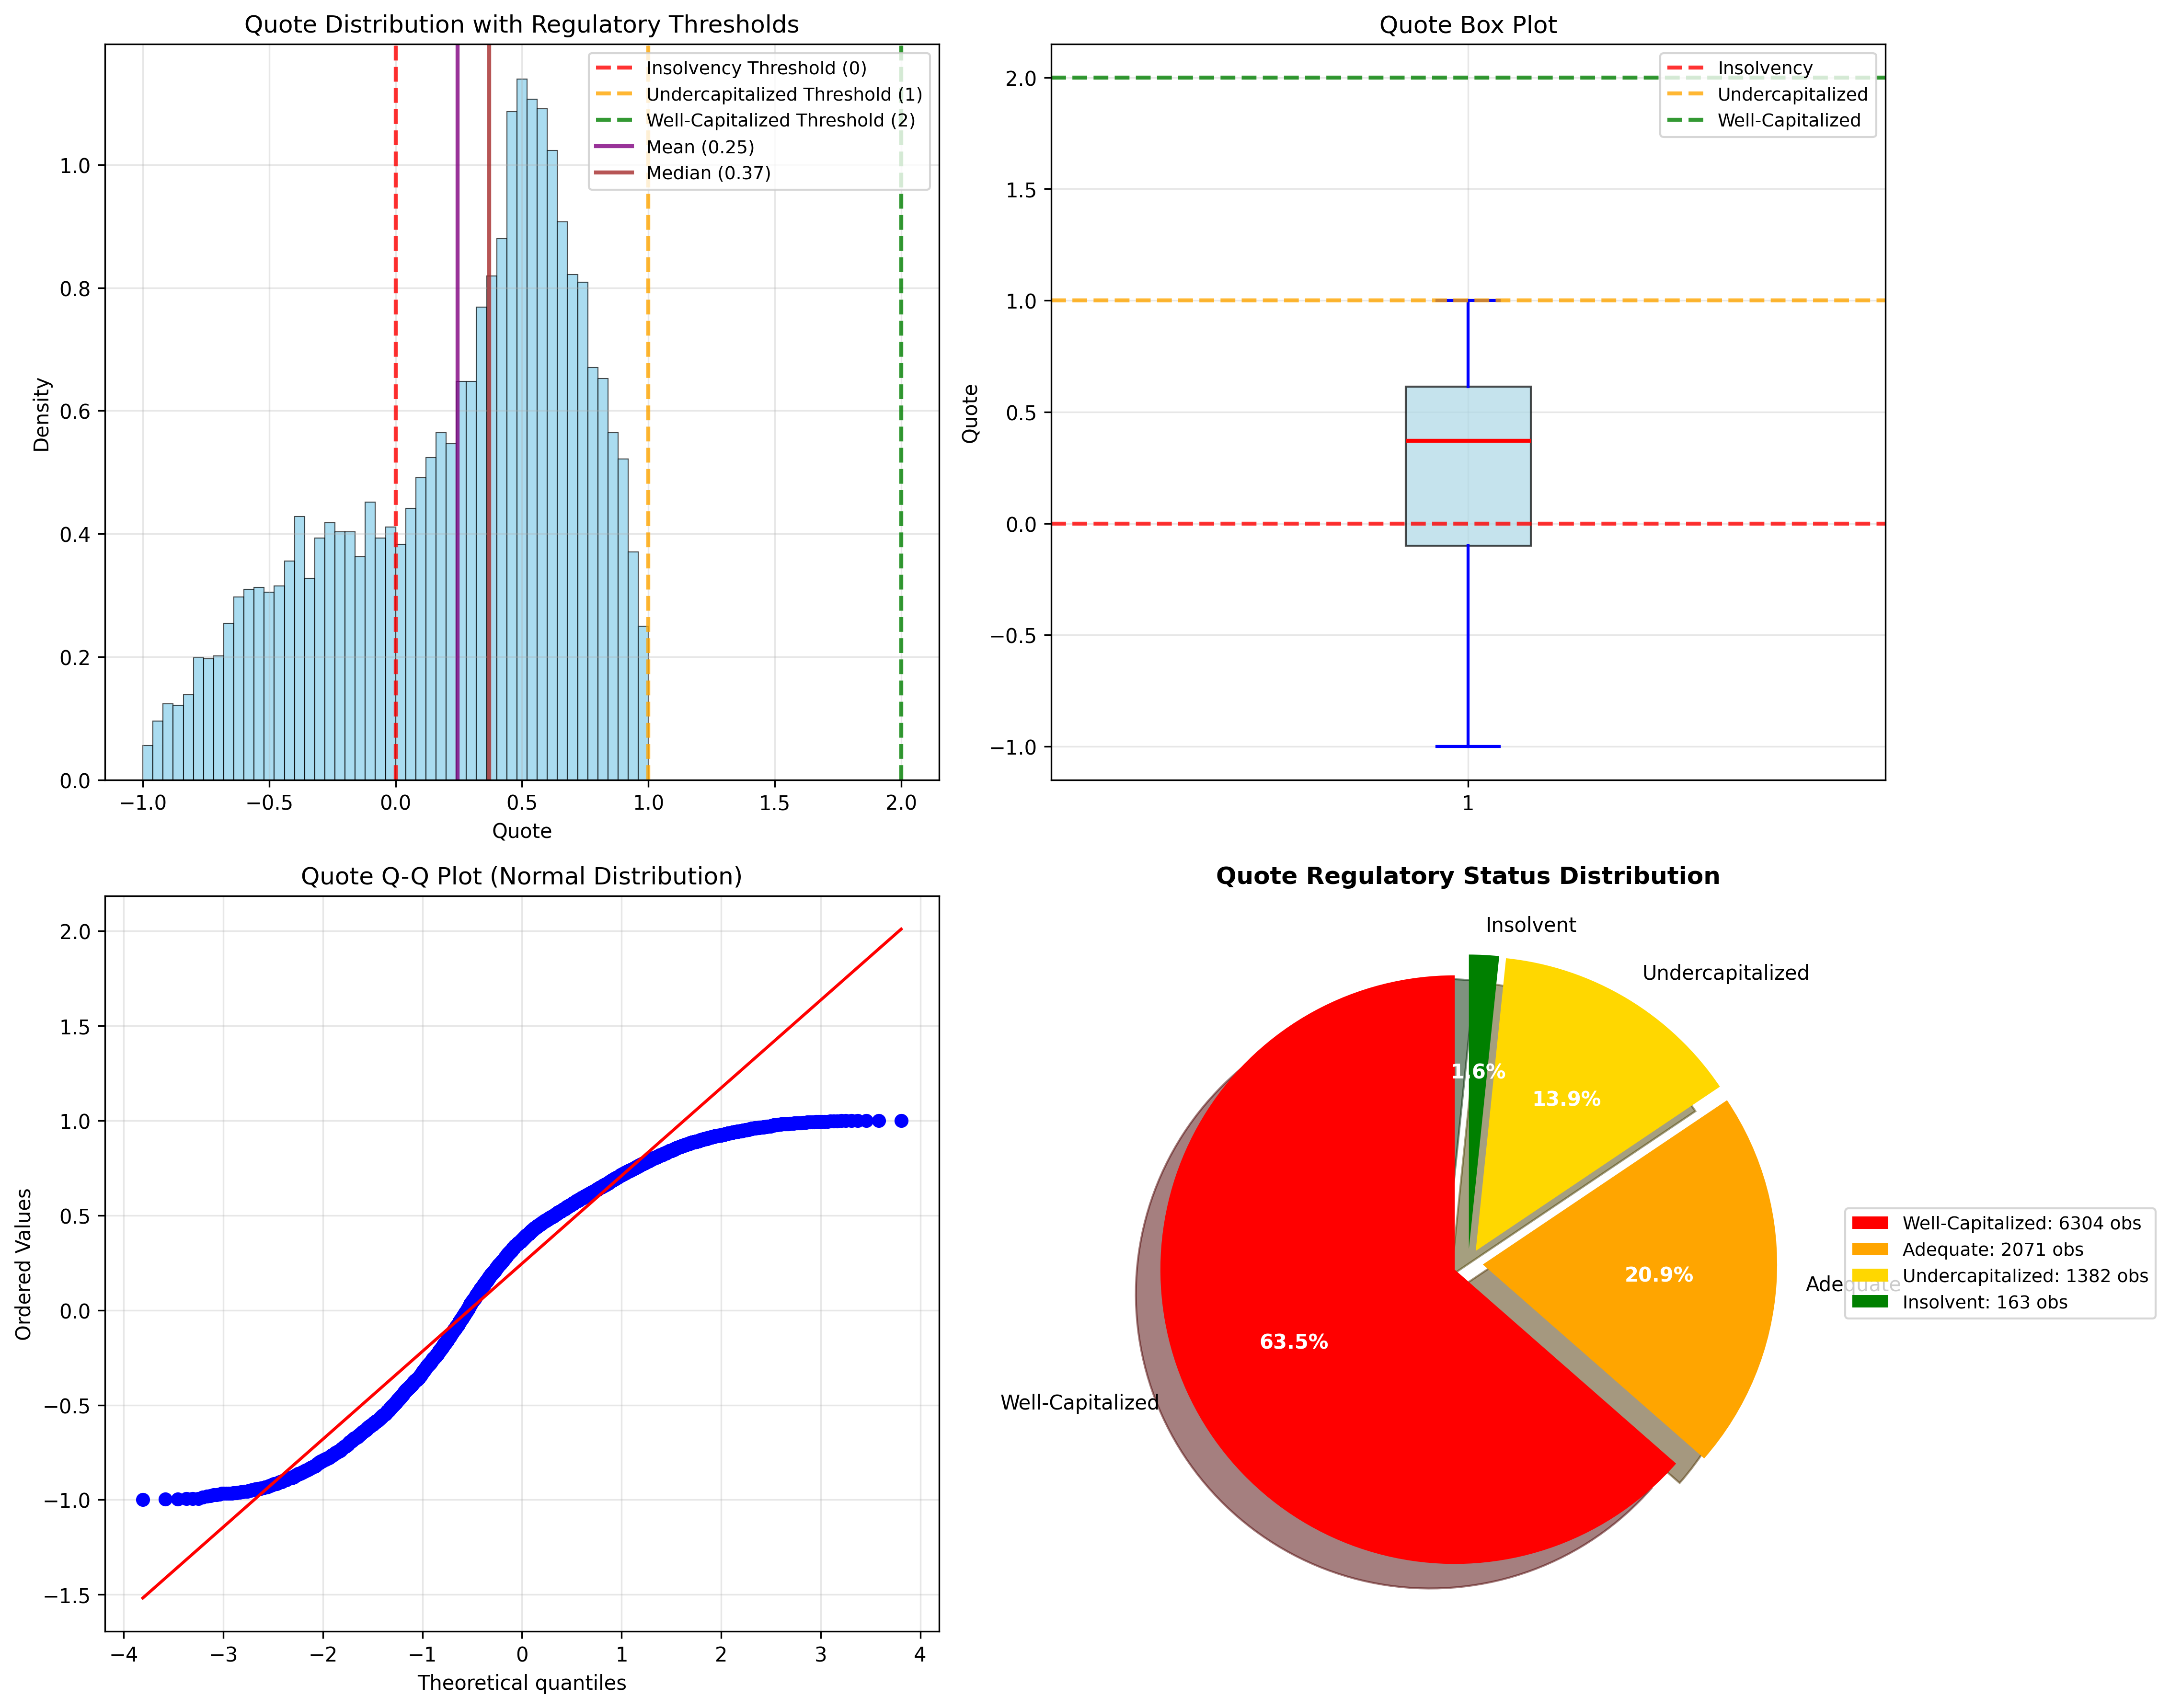 Quote Distribution with Regulatory Thresholds
Insolvency Threshold (0)
Undercapitalized Threshold (1)
Well-Capitalized Threshold (2)
Mean (0.25)
Median (0.37)
Density
1.0
0.8
0.6
0.4
0.2
0.0
−1.0 −0.5 0.0 0.5 1.0 1.5 2.0
Quote
Quote Box Plot
Insolvency
Undercapitalized
Well-Capitalized
Quote
2.0
1.5
1.0
0.5
0.0
−0.5
−1.0
1
Quote Q-Q Plot (Normal Distribution)
Ordered Values
2.0
1.5
1.0
0.5
0.0
−0.5
−1.0
−1.5
−4 −3 −2 −1 0 1 2 3 4
Theoretical quantiles
Quote Regulatory Status Distribution
Insolvent
Undercapitalized
1.6%
13.9%
20.9%
Adequate
63.5%
Well-Capitalized
Well-Capitalized: 6304 obs
Adequate: 2071 obs
Undercapitalized: 1382 obs
Insolvent: 163 obs